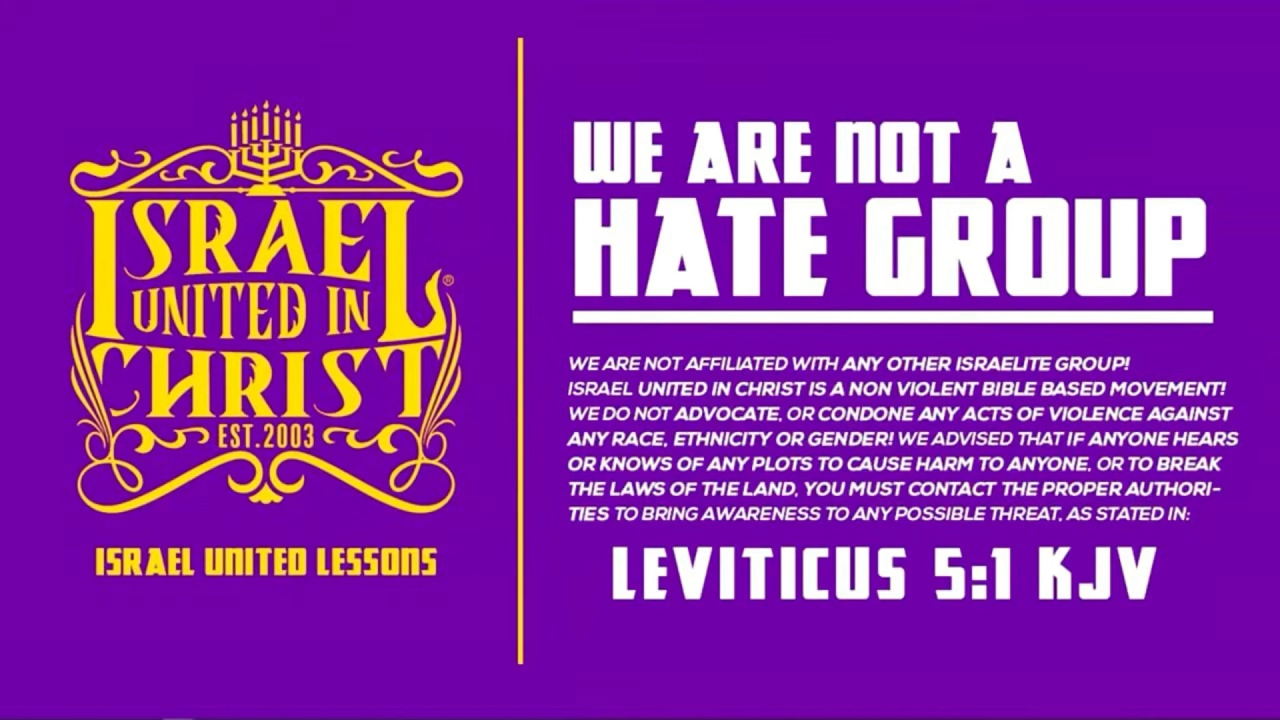 ISRAEL
UNITED IN
CHRIST
EST.2003
®
ISRAEL UNITED LESSONS
WE ARE NOT A
HATE GROUP
WE ARE NOT AFFILIATED WITH ANY OTHER ISRAELITE GROUP!
ISRAEL UNITED IN CHRIST IS A NON VIOLENT BIBLE BASED MOVEMENT!
WE DO NOT ADVOCATE, OR CONDONE ANY ACTS OF VIOLENCE AGAINST
ANY RACE, ETHNICITY OR GENDER! WE ADVISED THAT IF ANYONE HEARS
OR KNOWS OF ANY PLOTS TO CAUSE HARM TO ANYONE, OR TO BREAK
THE LAWS OF THE LAND, YOU MUST CONTACT THE PROPER AUTHORI-
TIES TO BRING AWARENESS TO ANY POSSIBLE THREAT, AS STATED IN:
LEVITICUS 5:1 KJV